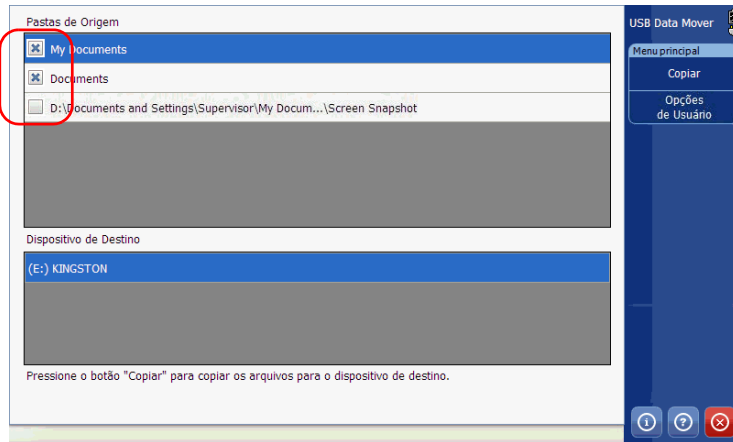 Pastas de Origem
My Documents
Documents
D:\Documents and Settings\Supervisor\My Docum...\Screen Snapshot
Dispositivo de Destino
(E:) KINGSTON
Pressione o botão "Copiar" para copiar os arquivos para o dispositivo de destino.
USB Data Mover
Menu principal
Copiar
Opções
de Usuário